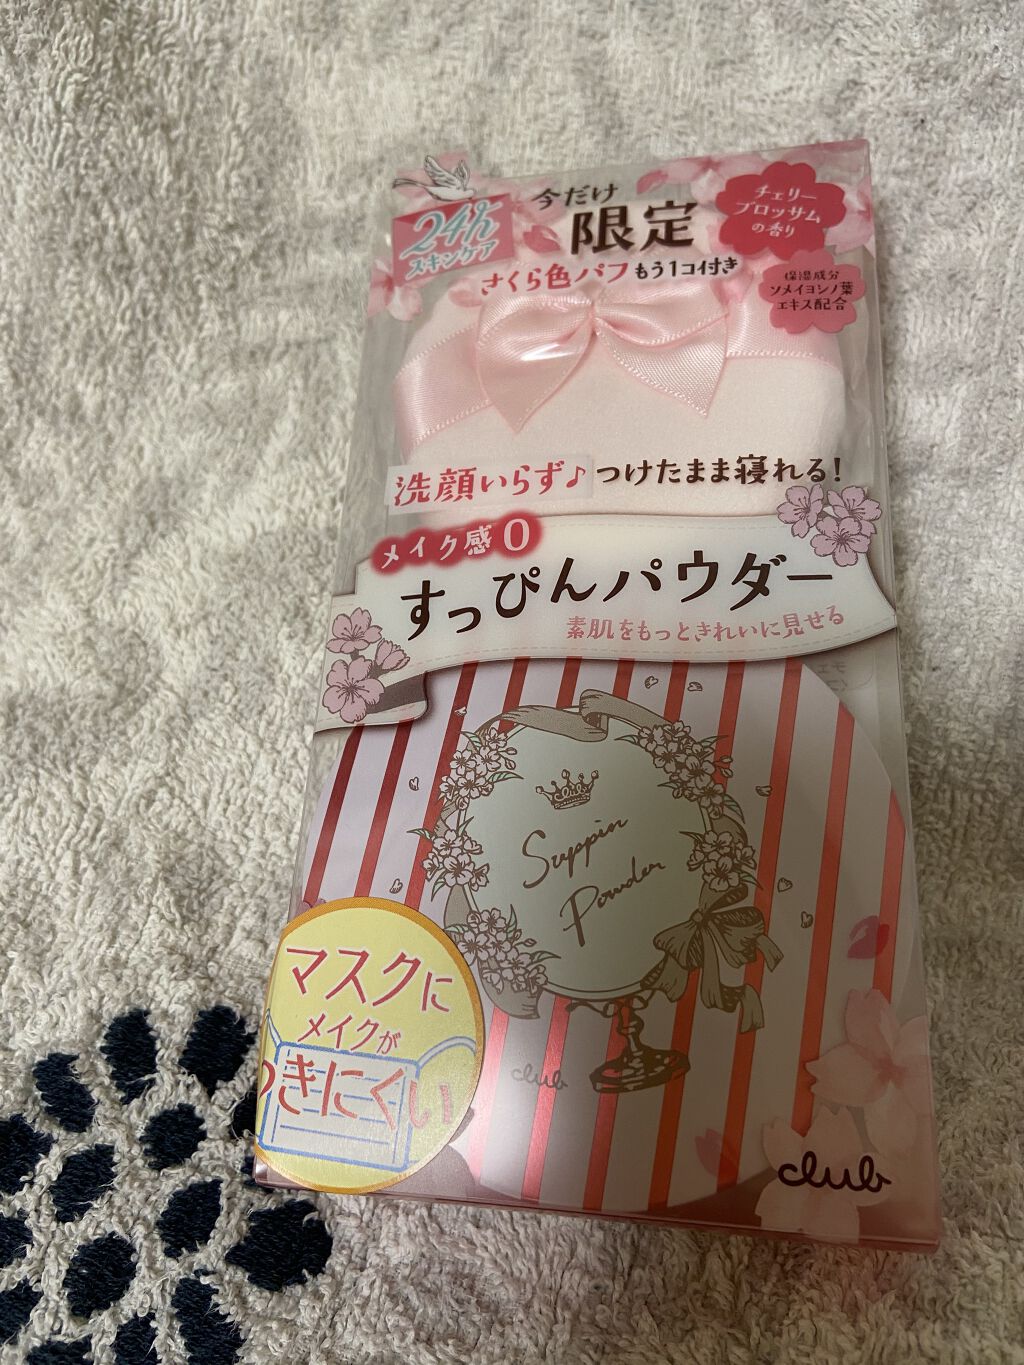 24h
スキンケア
今だけ
限定
さくら色パフもう1コ付き
チェリー
ブロッサム
の香り
保湿成分
ソメイヨシノ葉
エキス配合
洗顔いらず♪つけたまま寝れる!
メイク感0
すっぴんパウダー
素肌をもっときれいに見せる
club
Suppin
Powder
マスクに
メイクが
つきにくい
club
club